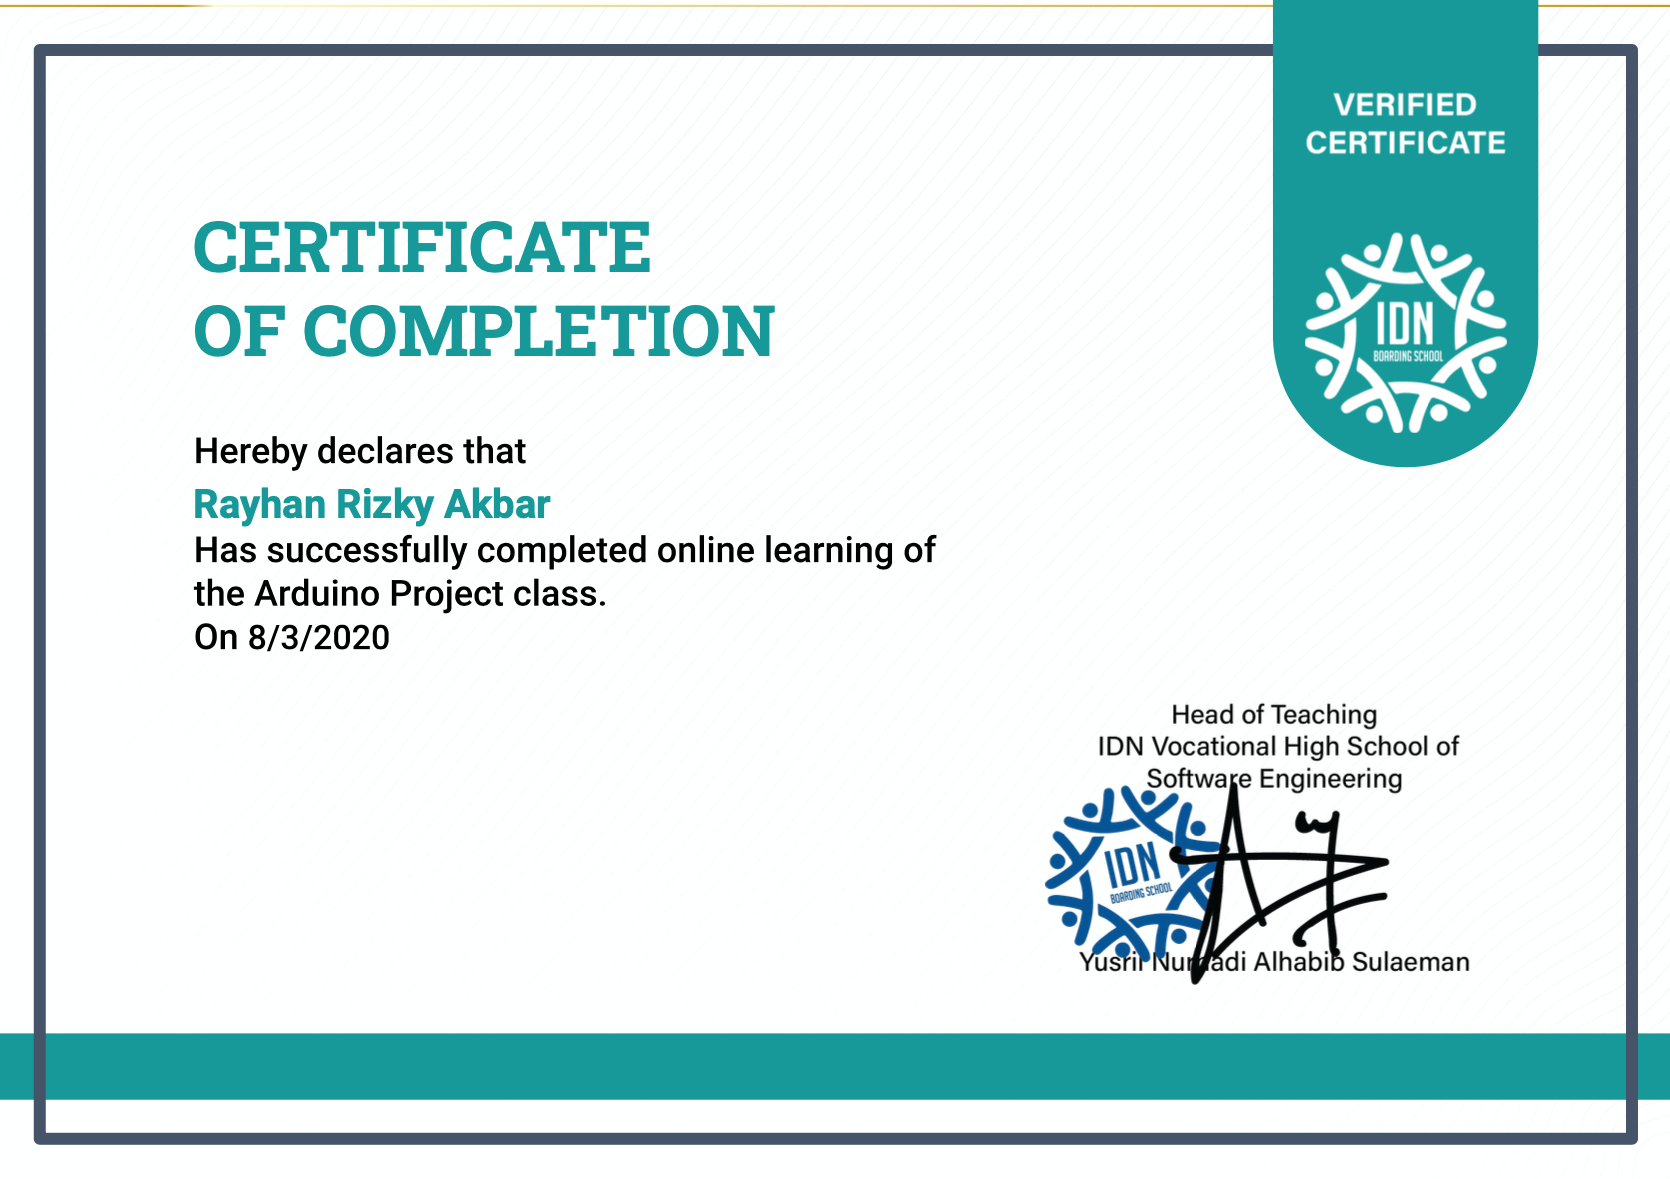 VERIFIED
CERTIFICATE
IDN
BOARDING SCHOOL
CERTIFICATE
OF COMPLETION
Hereby declares that
Rayhan Rizky Akbar
Has successfully completed online learning of
the Arduino Project class.
On 8/3/2020
Head of Teaching
IDN Vocational High School of
Software Engineering
IDN
BOARDING SCHOOL
Yusril Alhabib Sulaeman